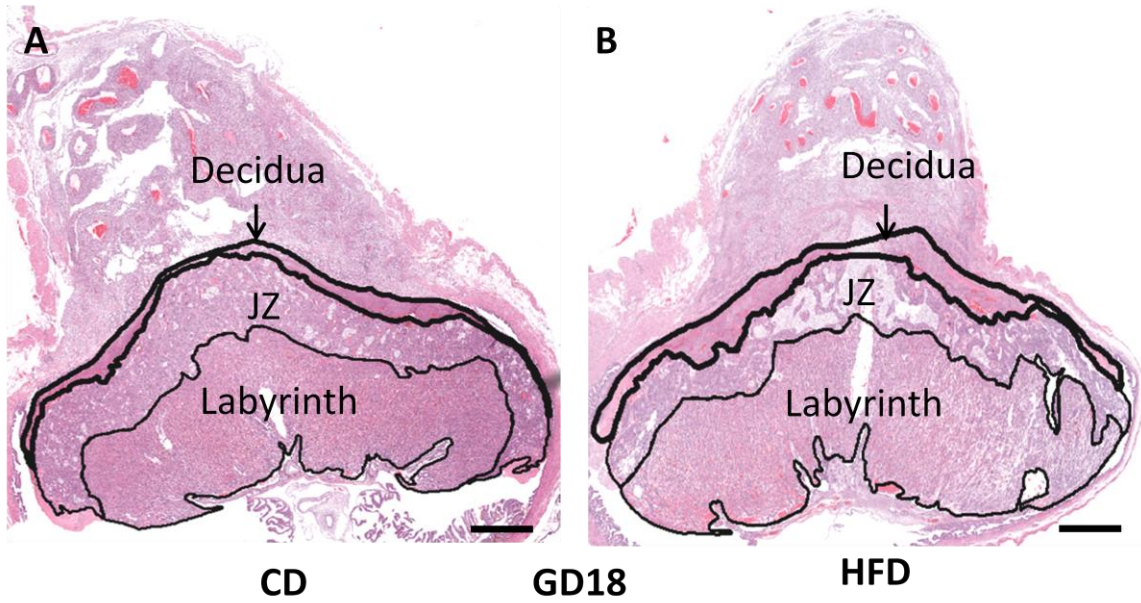 A
B
Decidua
Decidua
JZ
JZ
Labyrinth
Labyrinth
CD
GD18
HFD